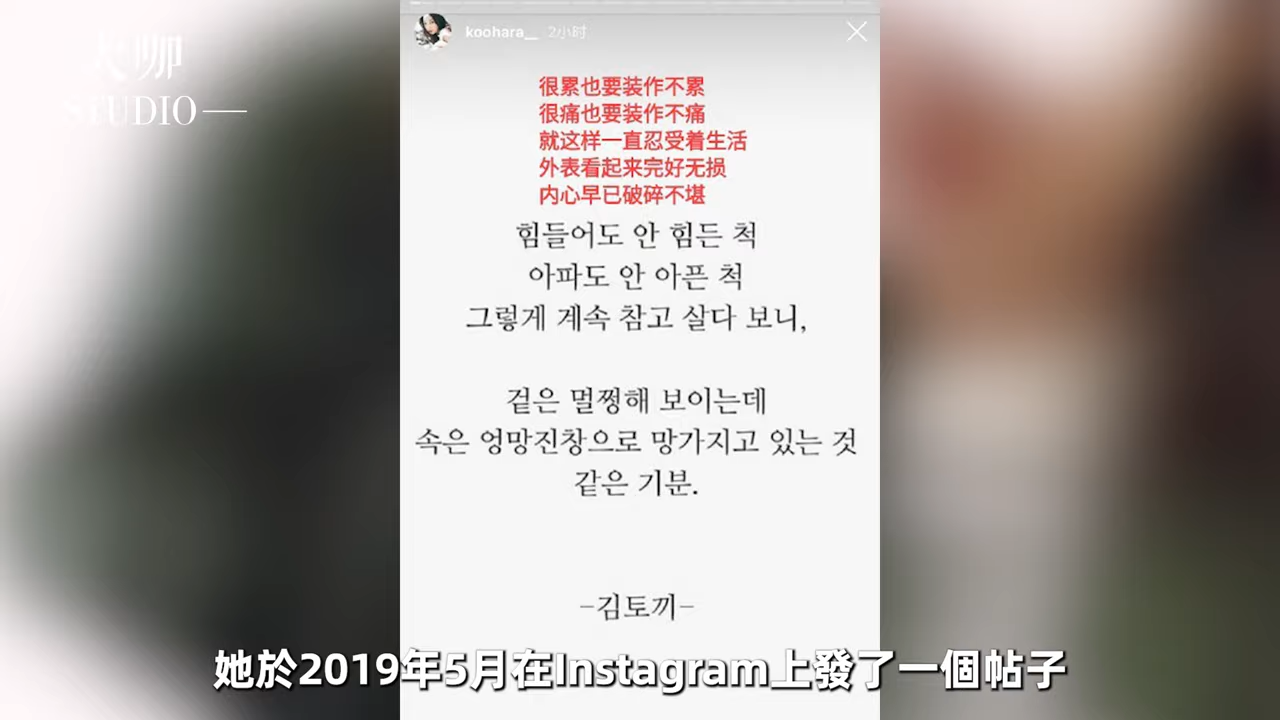 咖
STUDIO
koohara__ 2小时
很累也要装作不累
很痛也要装作不痛
就这样一直忍受着生活
外表看起来完好无损
内心早已破碎不堪
힘들어도 안 힘든 척
아파도 안 아픈 척
그렇게 계속 참고 살다 보니,
겉은 멀쩡해 보이는데
속은 엉망진창으로 망가지고 있는 것
같은 기분.
-김토끼-
她於2019年5月在Instagram上發了一個帖子